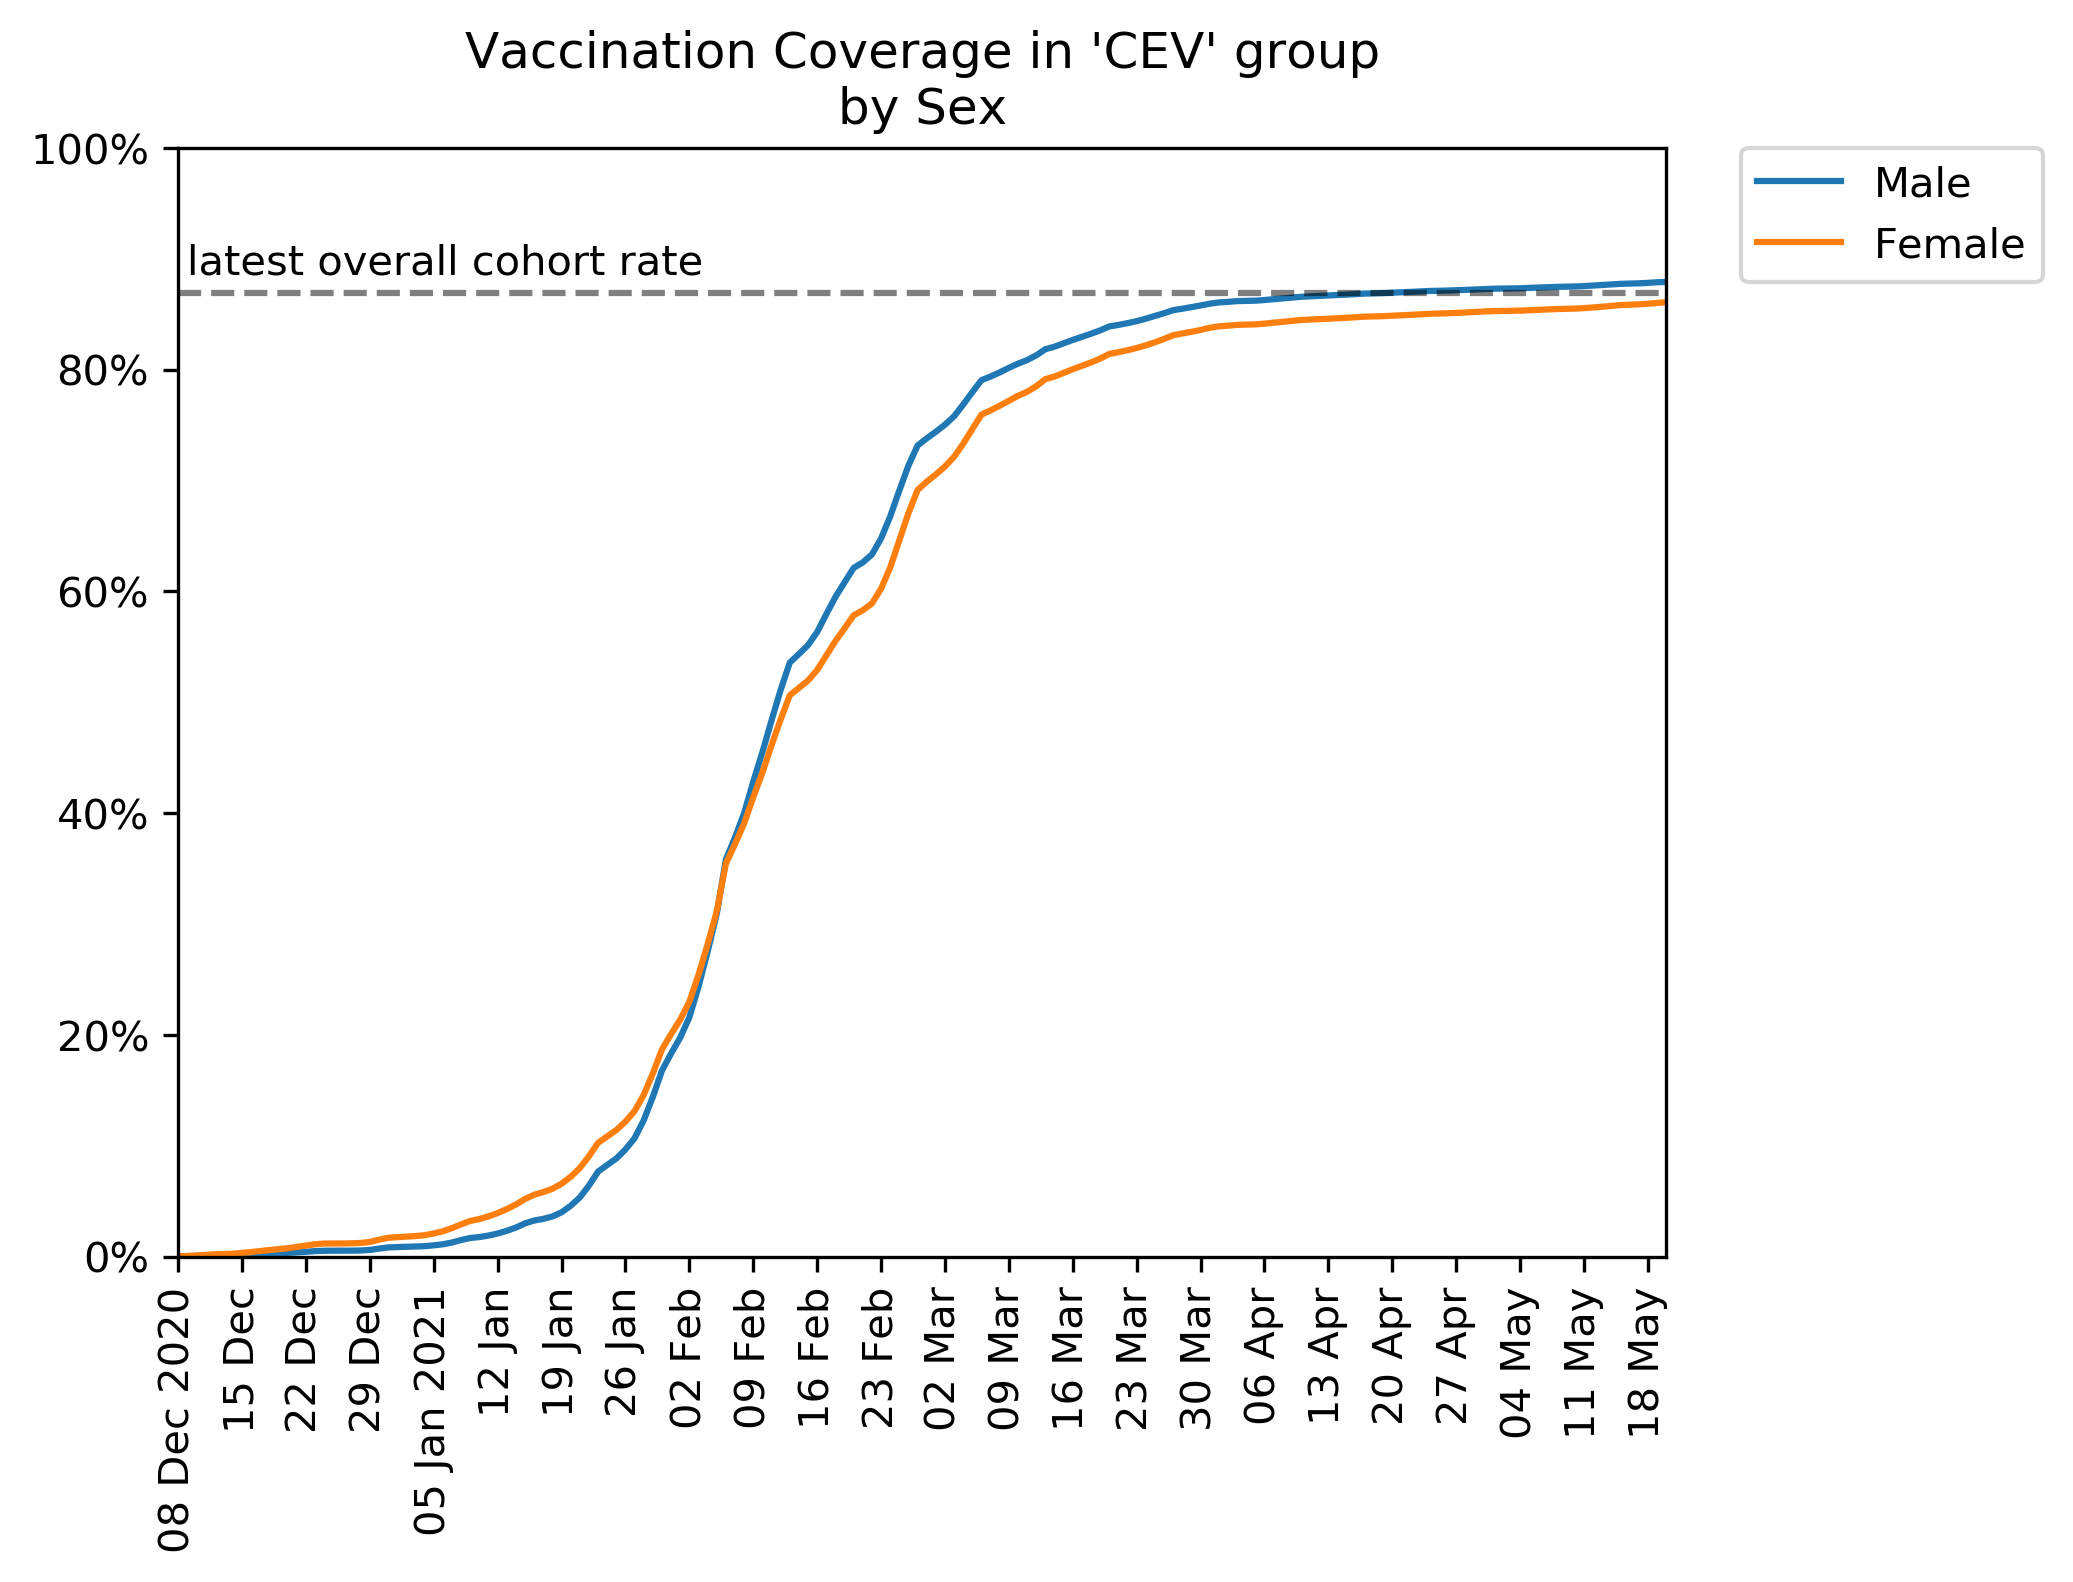 Vaccination Coverage in 'CEV' group
by Sex
100%
80%
60%
40%
20%
0%
latest overall cohort rate
Male
Female
08 Dec 2020
15 Dec
22 Dec
29 Dec
05 Jan 2021
12 Jan
19 Jan
26 Jan
02 Feb
09 Feb
16 Feb
23 Feb
02 Mar
09 Mar
16 Mar
23 Mar
30 Mar
06 Apr
13 Apr
20 Apr
27 Apr
04 May
11 May
18 May